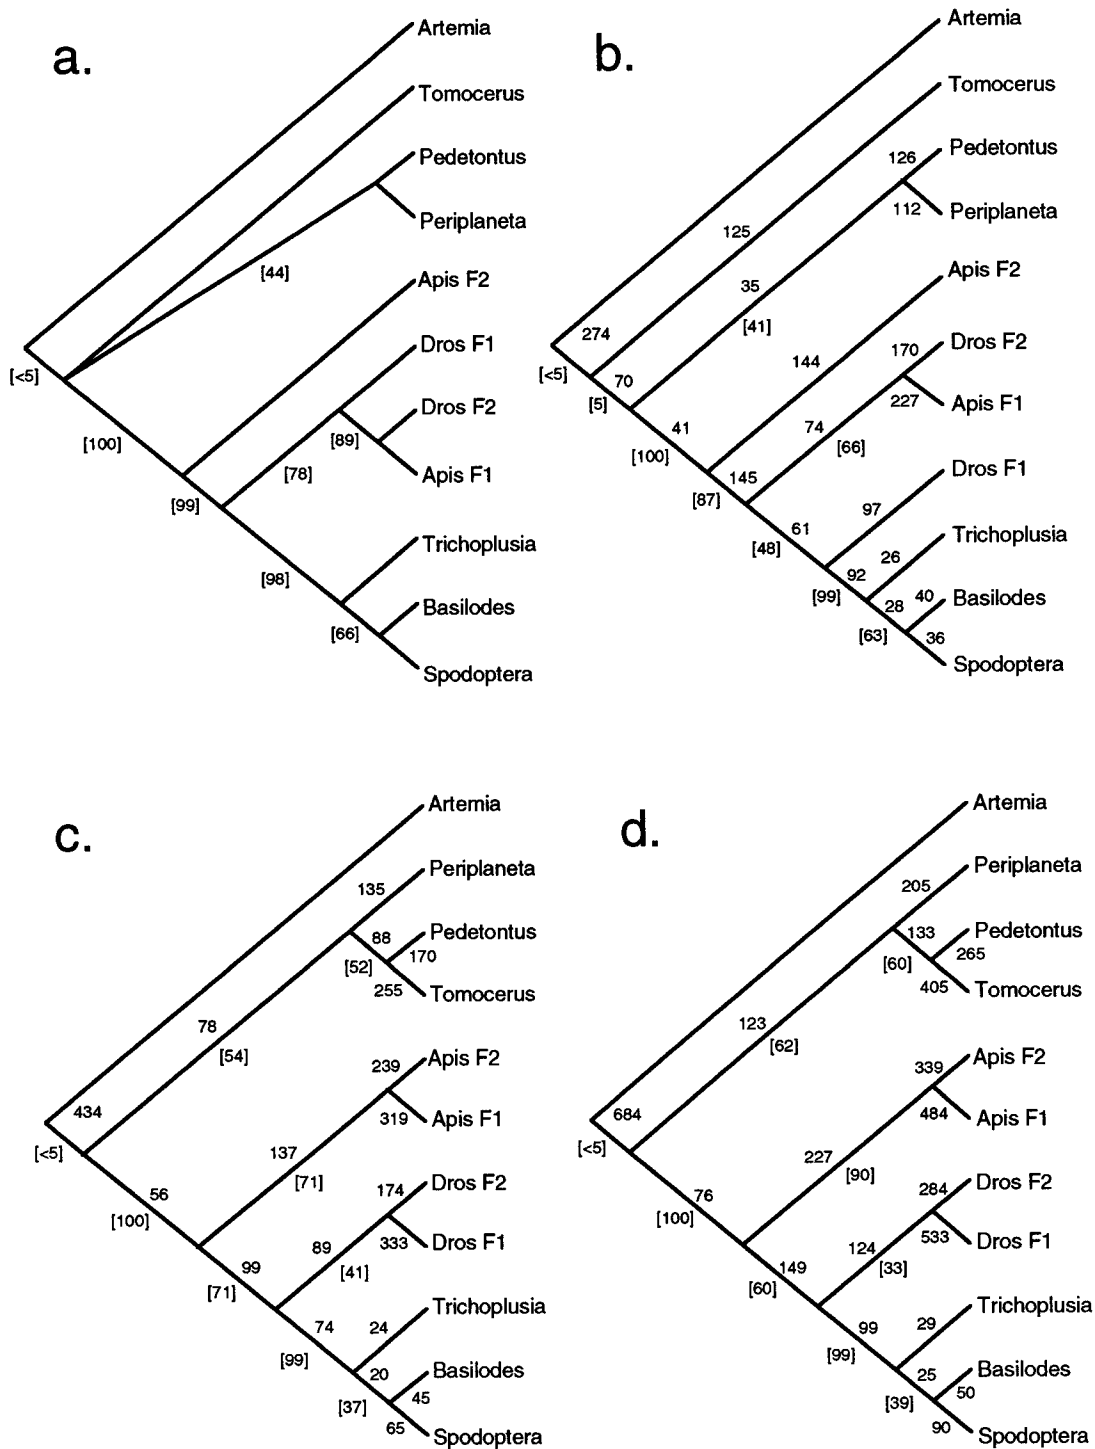 a.
Artemia
Tomocerus
Pedetontus
Periplaneta
[44]
Apis F2
Dros F1
[<5]
Dros F2
[89]
[100]
Apis F1
[78]
[99]
Trichoplusia
[98]
Basilodes
[66]
Spodoptera
b.
Artemia
Tomocerus
126
Pedetontus
112
Periplaneta
125
35
Apis F2
[41]
274
144
170
Dros F2
[<5]
70
227
Apis F1
[5]
41
74
[66]
[100]
145
Dros F1
[87]
97
61
Trichoplusia
[48]
26
92
40
Basilodes
[99]
28
[63]
36
Spodoptera
c.
Artemia
135
Periplaneta
88
Pedetontus
[52]
170
255
Tomocerus
78
[54]
239
Apis F2
434
319
Apis F1
[<5]
137
[71]
174
Dros F2
56
[100]
333
Dros F1
89
99
[41]
[71]
Trichoplusia
74
24
[99]
20
Basilodes
[37]
45
65
Spodoptera
d.
Artemia
205
Periplaneta
133
Pedetontus
[60]
265
405
Tomocerus
123
[62]
339
Apis F2
684
484
Apis F1
[<5]
227
[90]
284
Dros F2
76
[100]
533
Dros F1
124
149
[33]
[60]
Trichoplusia
99
29
[99]
25
Basilodes
[39]
50
90
Spodoptera